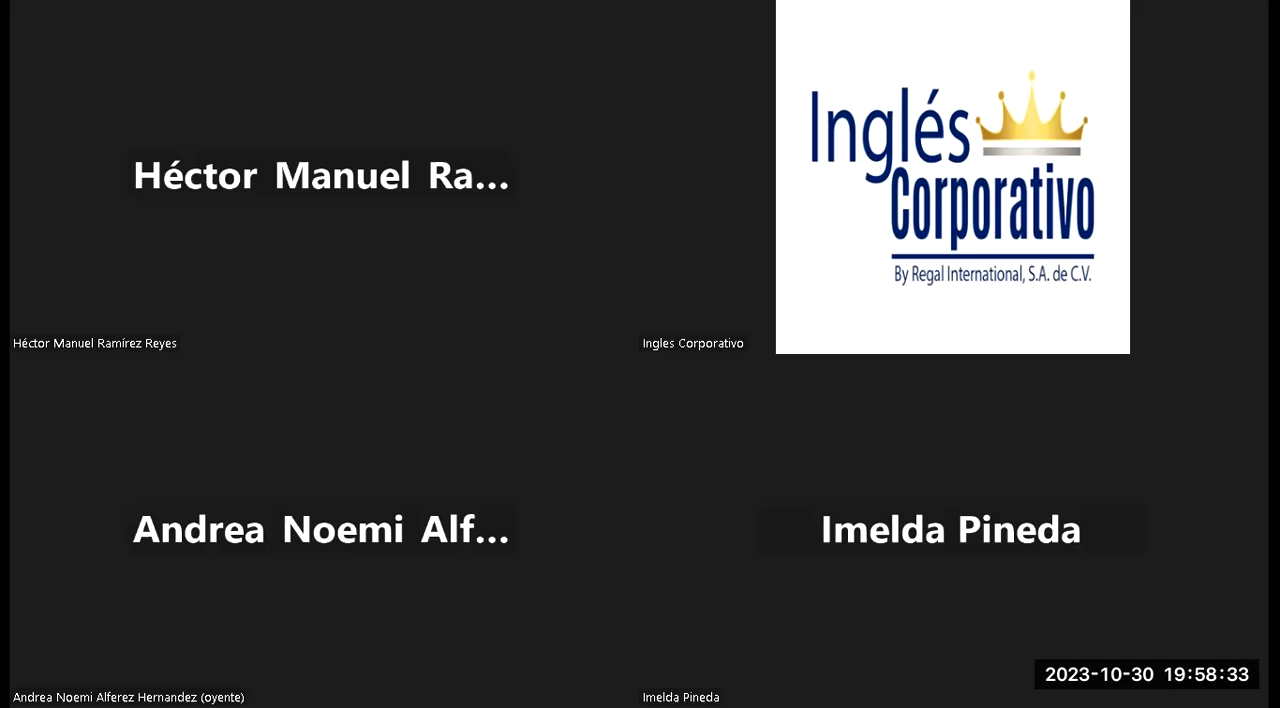 Héctor Manuel Ra...
Inglés
Corporativo
By Regal International, S.A. de C.V.
Héctor Manuel Ramírez Reyes
Ingles Corporativo
Andrea Noemi Alf...
Imelda Pineda
2023-10-30 19:58:33
Andrea Noemi Alferez Hernandez (oyente)
Imelda Pineda